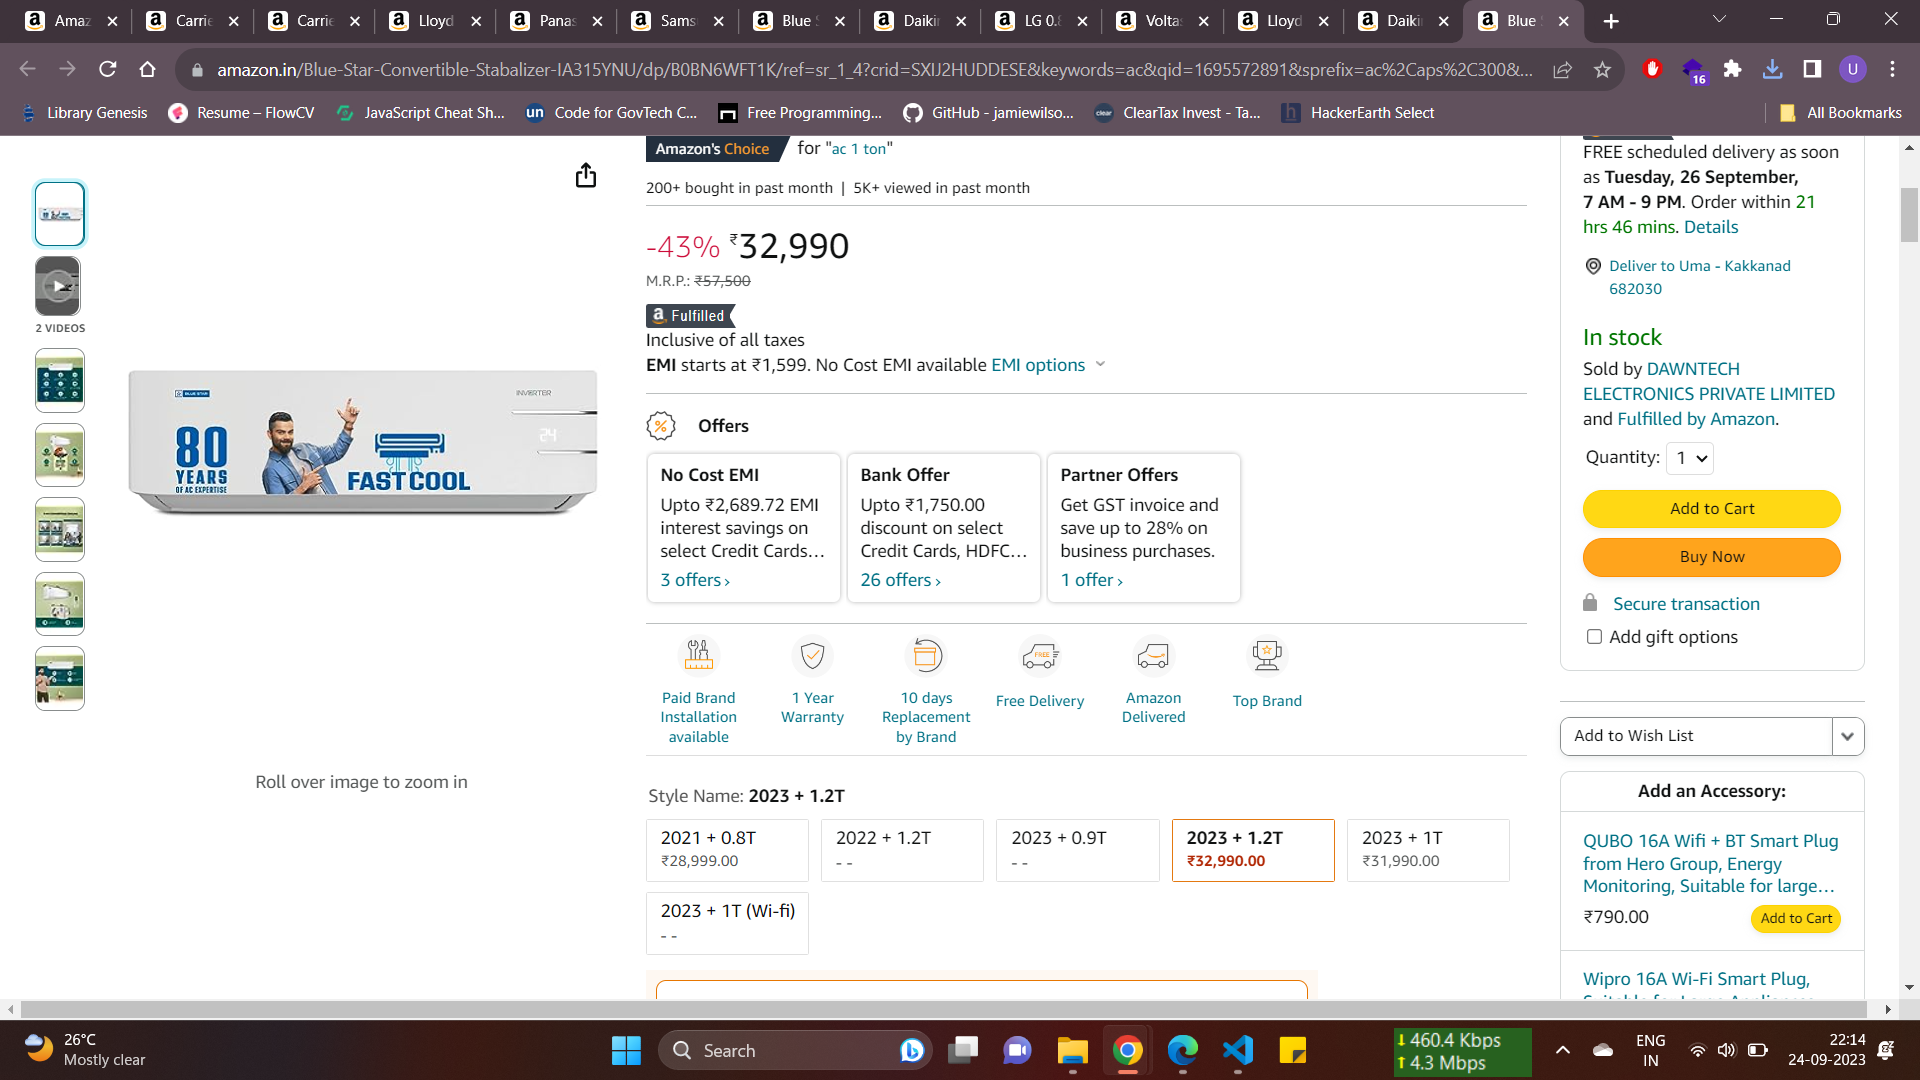 Amaz
Carrie
Carrie
Lloyd
Panas
Sams
Blue S
Daikin
LG 0.8
Voltas
Lloyd
Daikin
Blue S
amazon.in/Blue-Star-Convertible-Stabalizer-IA315YNU/dp/B0BN6WFT1K/ref=sr_1_4?crid=SXIJ2HUDDESE&keywords=ac&qid=1695572891&sprefix=ac%2Caps%2C300&...
16
U
Library Genesis
Resume – FlowCV
JavaScript Cheat Sh...
Code for GovTech C...
Free Programming...
GitHub - jamiewilso...
ClearTax Invest - Ta...
HackerEarth Select
All Bookmarks
2 VIDEOS
BLUE STAR
INVERTER
24
80
YEARS
OF AC EXPERTISE
FAST COOL
Roll over image to zoom in
Amazon's Choice for "ac 1 ton"
200+ bought in past month | 5K+ viewed in past month
-43% ₹32,990
M.R.P.: ₹57,500
a Fulfilled
Inclusive of all taxes
EMI starts at ₹1,599. No Cost EMI available EMI options
Offers
No Cost EMI
Upto ₹2,689.72 EMI
interest savings on
select Credit Cards…
3 offers ›
Bank Offer
Upto ₹1,750.00
discount on select
Credit Cards, HDFC…
26 offers ›
Partner Offers
Get GST invoice and
save up to 28% on
business purchases.
1 offer ›
FREE
Paid Brand
Installation
available
1 Year
Warranty
10 days
Replacement
by Brand
Free Delivery
Amazon
Delivered
Top Brand
Style Name: 2023 + 1.2T
2021 + 0.8T
₹28,999.00
2022 + 1.2T
- -
2023 + 0.9T
- -
2023 + 1.2T
₹32,990.00
2023 + 1T
₹31,990.00
2023 + 1T (Wi-fi)
- -
FREE scheduled delivery as soon
as Tuesday, 26 September,
7 AM - 9 PM. Order within 21
hrs 46 mins. Details
Deliver to Uma - Kakkanad
682030
In stock
Sold by DAWNTECH
ELECTRONICS PRIVATE LIMITED
and Fulfilled by Amazon.
Quantity: 1
Add to Cart
Buy Now
Secure transaction
Add gift options
Add to Wish List
Add an Accessory:
QUBO 16A Wifi + BT Smart Plug
from Hero Group, Energy
Monitoring, Suitable for large…
₹790.00
Add to Cart
Wipro 16A Wi-Fi Smart Plug,
26°C
Mostly clear
Search
460.4 Kbps
4.3 Mbps
ENG
IN
22:14
24-09-2023